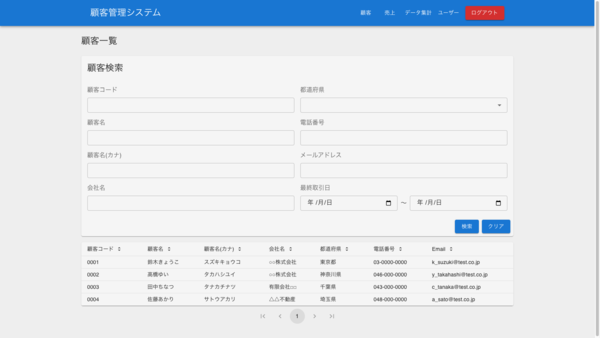 顧客管理システム 顧客 売上 データ集計 ユーザー ログアウト
顧客一覧
顧客検索
顧客コード 都道府県
顧客名 電話番号
顧客名(カナ) メールアドレス
会社名 最終取引日
年 /月/日 〜 年 /月/日
検索 クリア
顧客コード 顧客名 顧客名(カナ) 会社名 都道府県 電話番号 Email
0001 鈴木きょうこ スズキキョウコ ○○株式会社 東京都 03-0000-0000 k_suzuki@test.co.jp
0002 高橋ゆい タカハシユイ ○○株式会社 神奈川県 046-000-0000 y_takahashi@test.co.jp
0003 田中ちなつ タナカチナツ 有限会社□□ 千葉県 043-000-0000 c_tanaka@test.co.jp
0004 佐藤あかり サトウアカリ △△不動産 埼玉県 048-000-0000 a_sato@test.co.jp
1